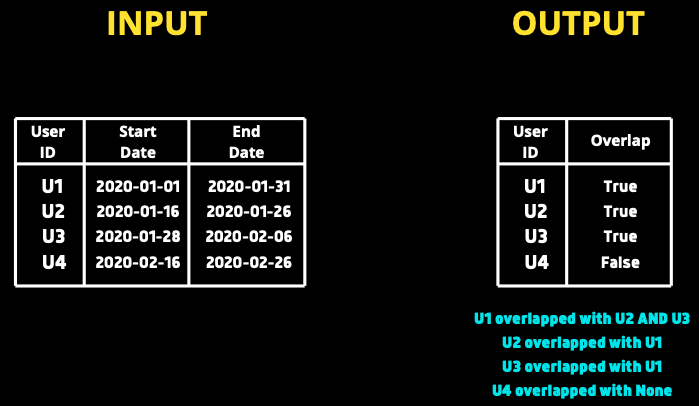 INPUT
OUTPUT
User ID Start Date End Date
U1 2020-01-01 2020-01-31
U2 2020-01-16 2020-01-26
U3 2020-01-28 2020-02-06
U4 2020-02-16 2020-02-26
User ID Overlap
U1 True
U2 True
U3 True
U4 False
U1 overlapped with U2 AND U3
U2 overlapped with U1
U3 overlapped with U1
U4 overlapped with None